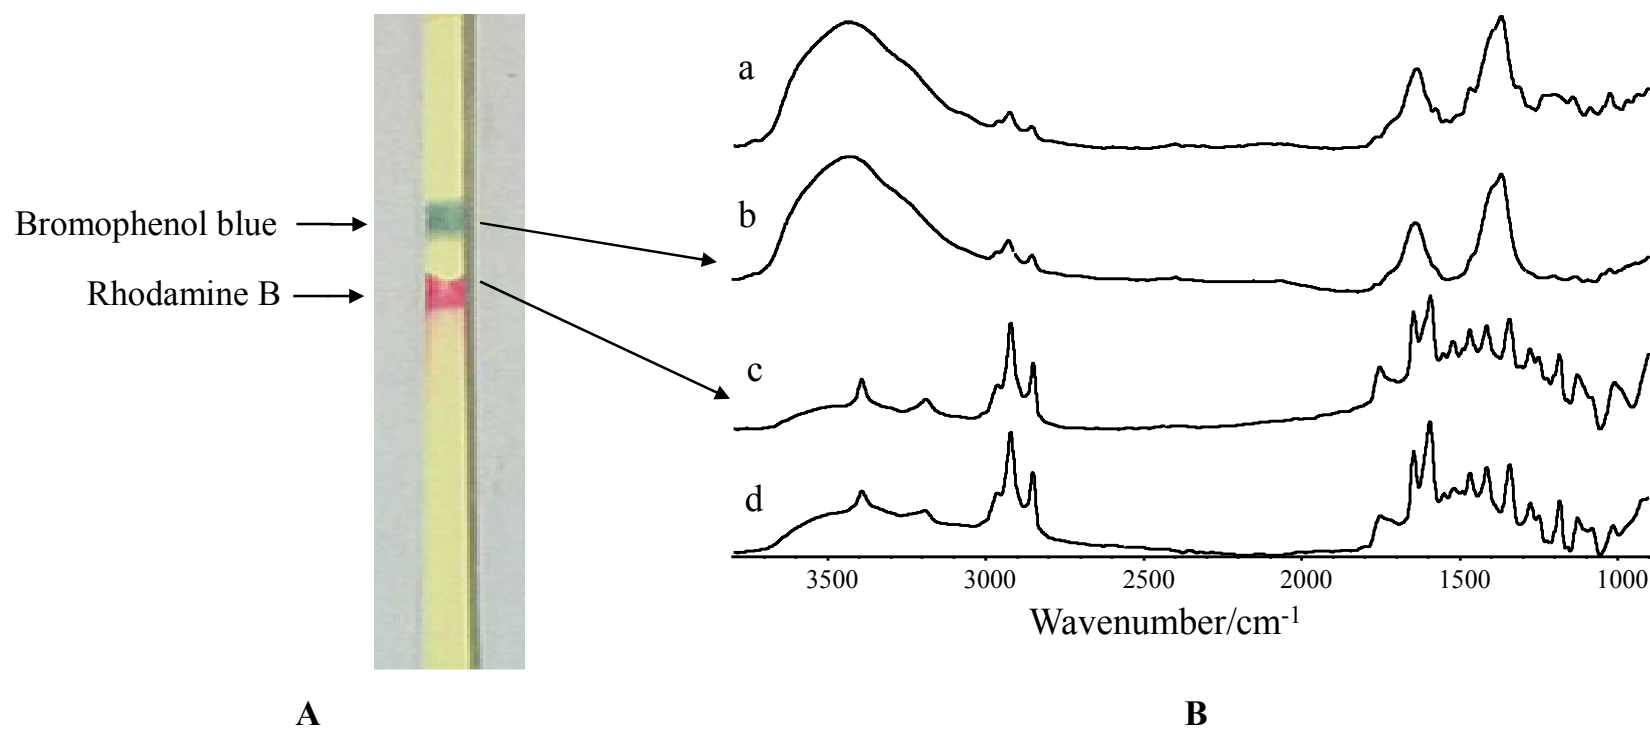 a
b
Bromophenol blue
Rhodamine B
c
d
3500 3000 2500 2000 1500 1000
Wavenumber/cm-1
A B